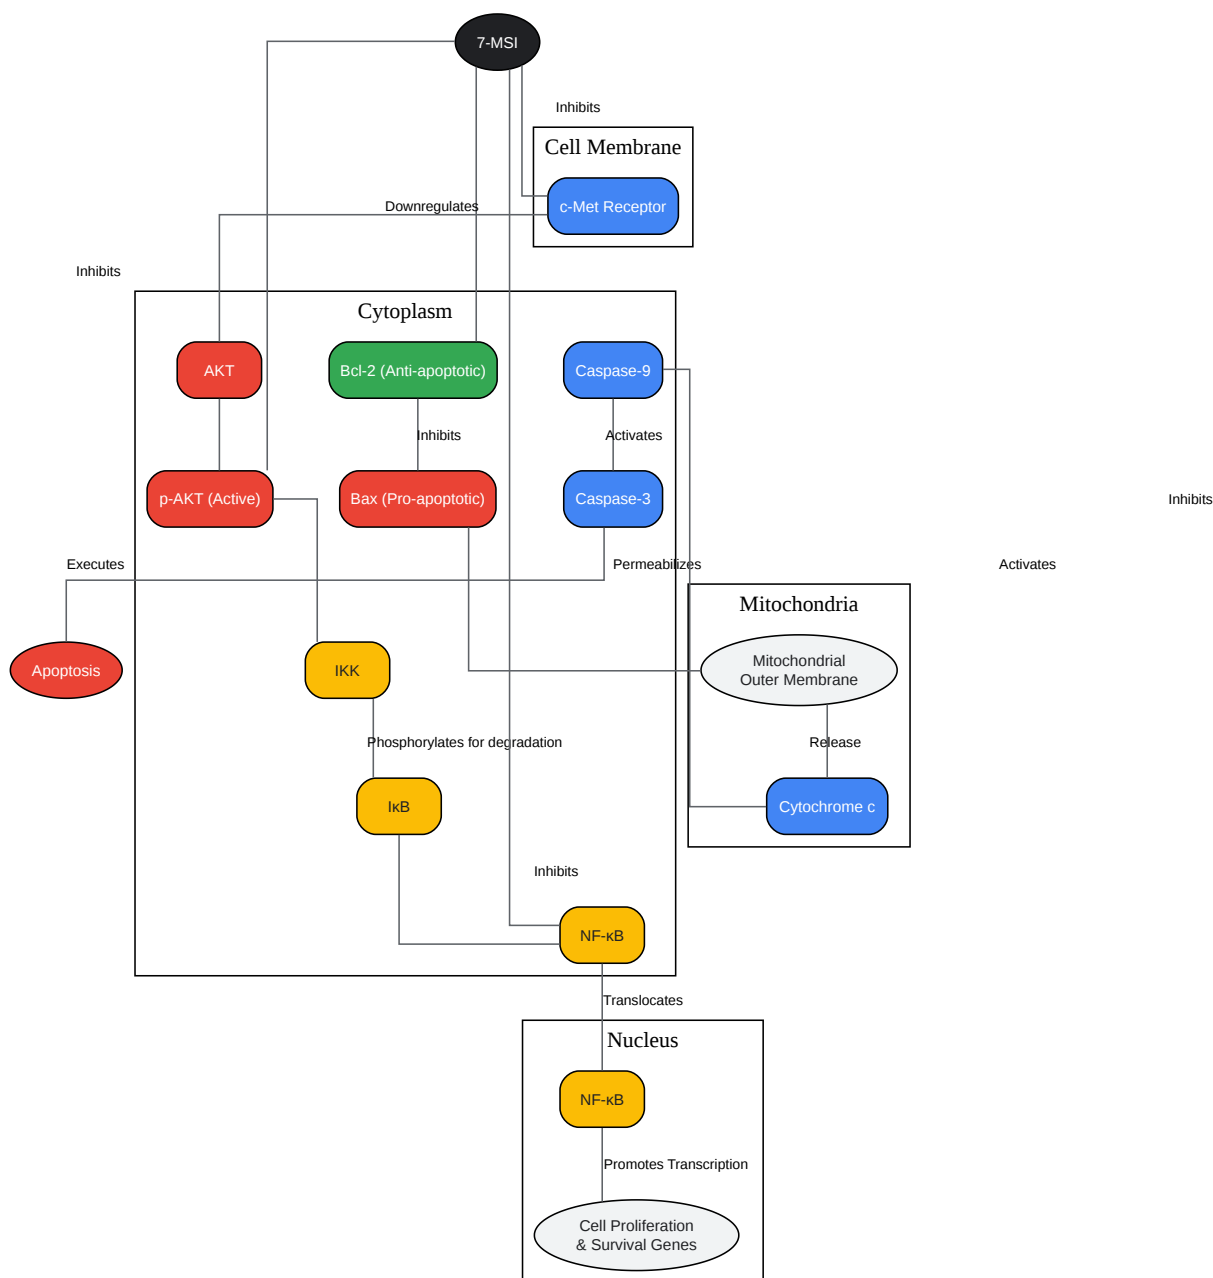 7-MSI
Inhibits
Cell Membrane
c-Met Receptor
Downregulates
Inhibits
Cytoplasm
AKT
Bcl-2 (Anti-apoptotic)
Caspase-9
Inhibits
Activates
p-AKT (Active)
Bax (Pro-apoptotic)
Caspase-3
Inhibits
Executes
Permeabilizes
Activates
Mitochondria
Apoptosis
IKK
Mitochondrial
Outer Membrane
Phosphorylates for degradation
Release
IκB
Cytochrome c
Inhibits
NF-κB
Translocates
Nucleus
NF-κB
Promotes Transcription
Cell Proliferation
& Survival Genes